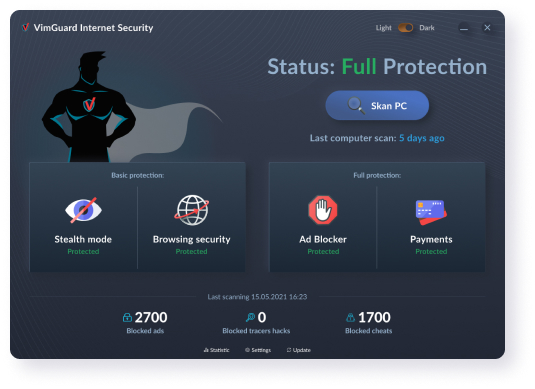 VimGuard Internet Security
Light Dark
Status: Full Protection
Skan PC
Last computer scan: 5 days ago
Basic protection:
Full protection:
Stealth mode
Protected
Browsing security
Protected
Ad Blocker
Protected
Payments
Protected
Last scanning 15.05.2021 16:23
2700
Blocked ads
0
Blocked tracers hacks
1700
Blocked cheats
Statistic Settings Update